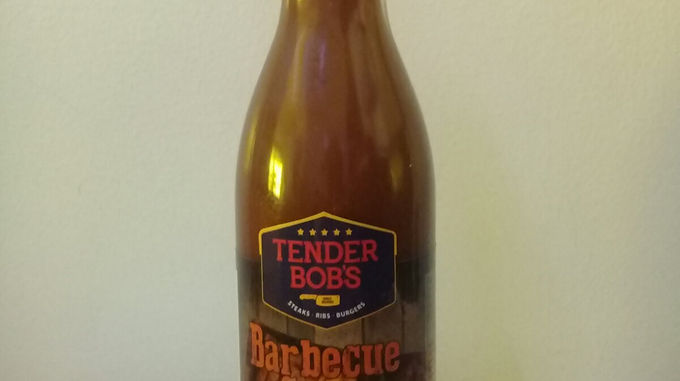 TENDER
BOB'S
STEAKS · RIBS · BURGERS
Barbecue